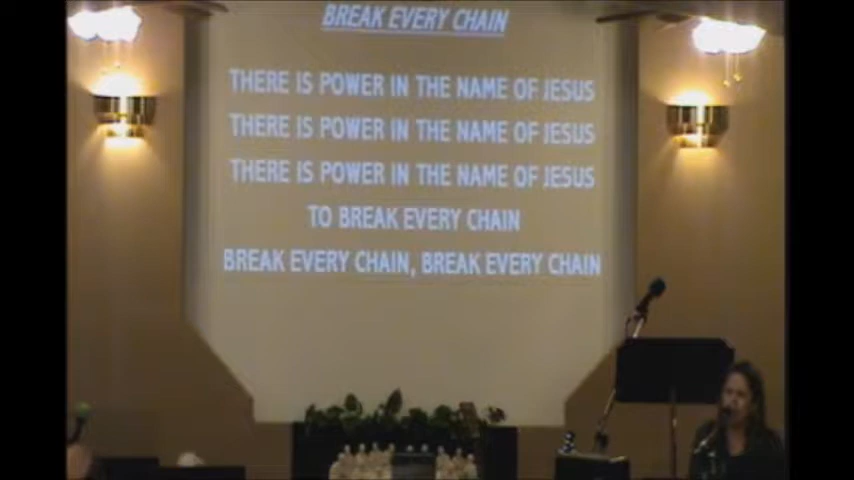 BREAK EVERY CHAIN
THERE IS POWER IN THE NAME OF JESUS
THERE IS POWER IN THE NAME OF JESUS
THERE IS POWER IN THE NAME OF JESUS
TO BREAK EVERY CHAIN
BREAK EVERY CHAIN, BREAK EVERY CHAIN